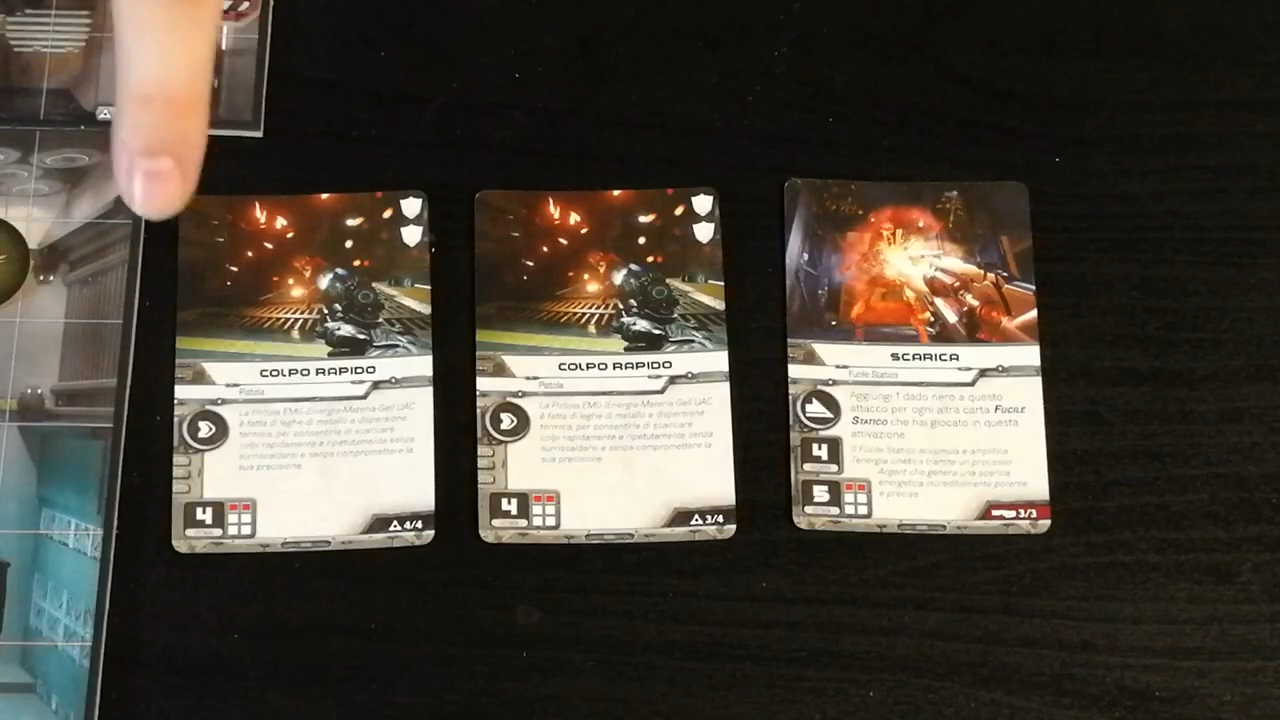 COLPO RAPIDO
Pistola
La Pistola EMG (Energia-Materia-Gel) UAC
è fatta di leghe di metallo a dispersione
termica, per consentirle di scaricare
colpi rapidamente e ripetutamente senza
surriscaldarsi e senza compromettere la
sua precisione.
4
4/4
COLPO RAPIDO
Pistola
La Pistola EMG (Energia-Materia-Gel) UAC
è fatta di leghe di metallo a dispersione
termica, per consentirle di scaricare
colpi rapidamente e ripetutamente senza
surriscaldarsi e senza compromettere la
sua precisione.
4
3/4
SCARICA
Fucile Statico
Aggiungi 1 dado nero a questo
attacco per ogni altra carta FUCILE
STATICO che hai giocato in questa
attivazione.
4
Il Fucile Statico accumula e amplifica
l'energia cinetica tramite un processo
Argent che genera una scarica
energetica incredibilmente potente
e precisa.
5
3/3